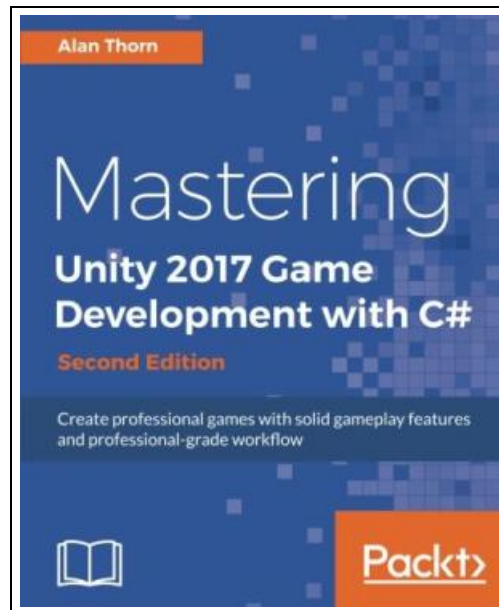 Alan Thorn
Mastering
Unity 2017 Game
Development with C#
Second Edition
Create professional games with solid gameplay features
and professional-grade workflow
Packt>